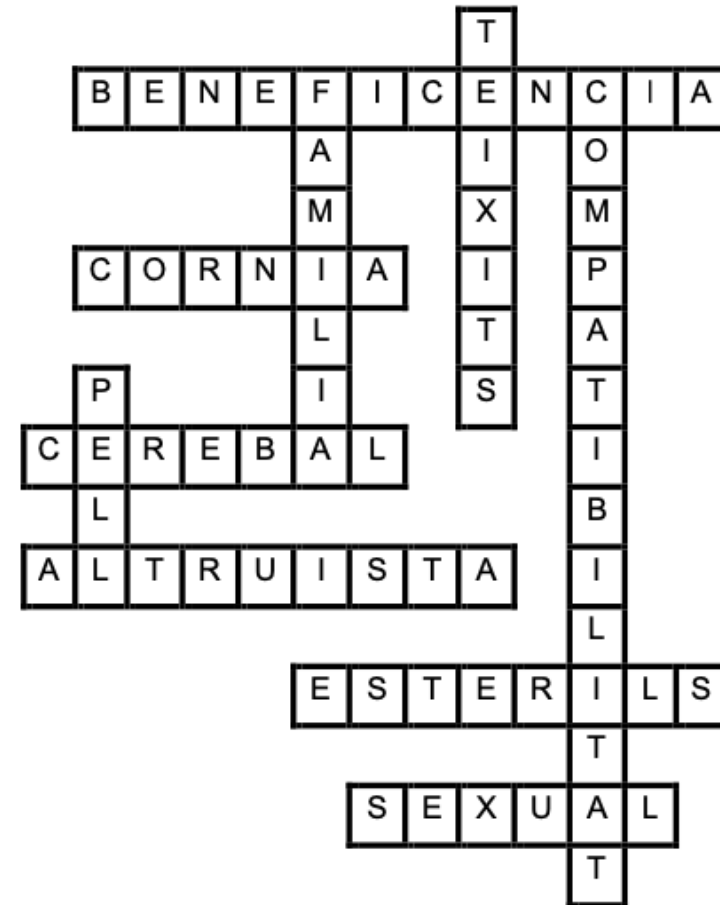 TEIXITS
BENEFICENCIA
FAMILIA
COMPATIBILITAT
CORNIA
PELL
CEREBAL
ALTRUISTA
ESTERILS
SEXUAL